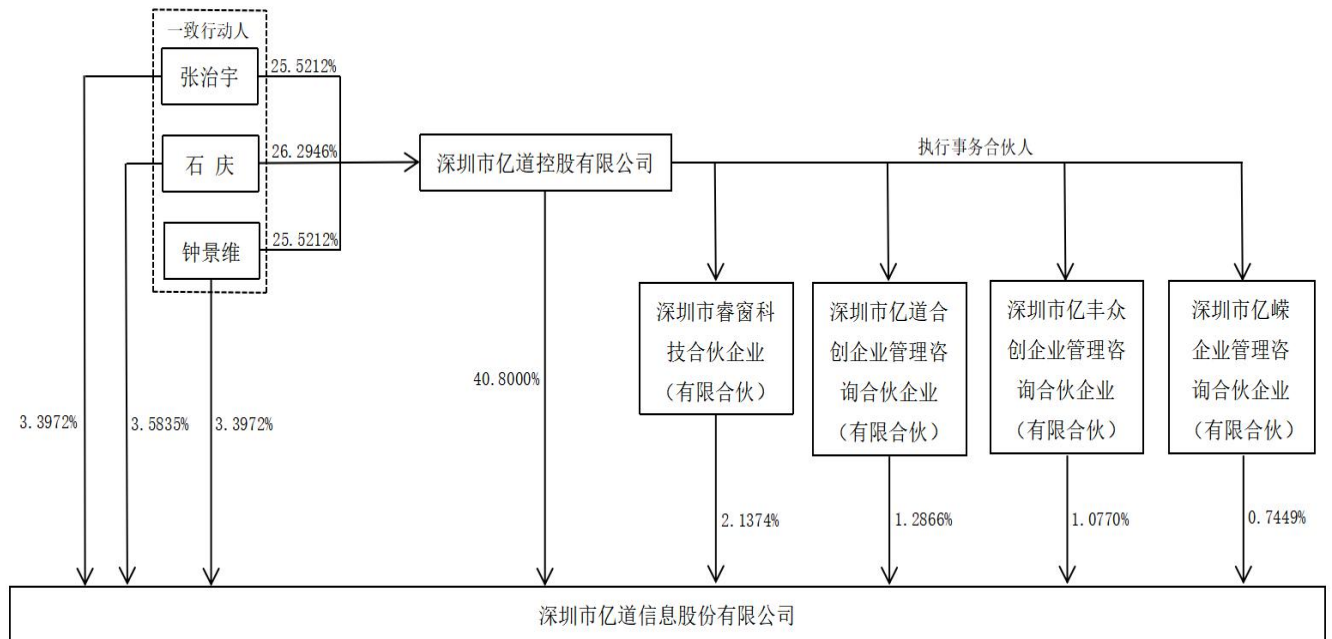 一致行动人
张治宇
25.5212%
石 庆
26.2946%
钟景维
25.5212%
深圳市亿道控股有限公司
执行事务合伙人
深圳市睿窗科
技合伙企业
（有限合伙）
深圳市亿道合
创企业管理咨
询合伙企业
（有限合伙）
深圳市亿丰众
创企业管理咨
询合伙企业
（有限合伙）
深圳市亿嵘
企业管理咨
询合伙企业
（有限合伙）
3.3972%
3.5835%
3.3972%
40.8000%
2.1374%
1.2866%
1.0770%
0.7449%
深圳市亿道信息股份有限公司